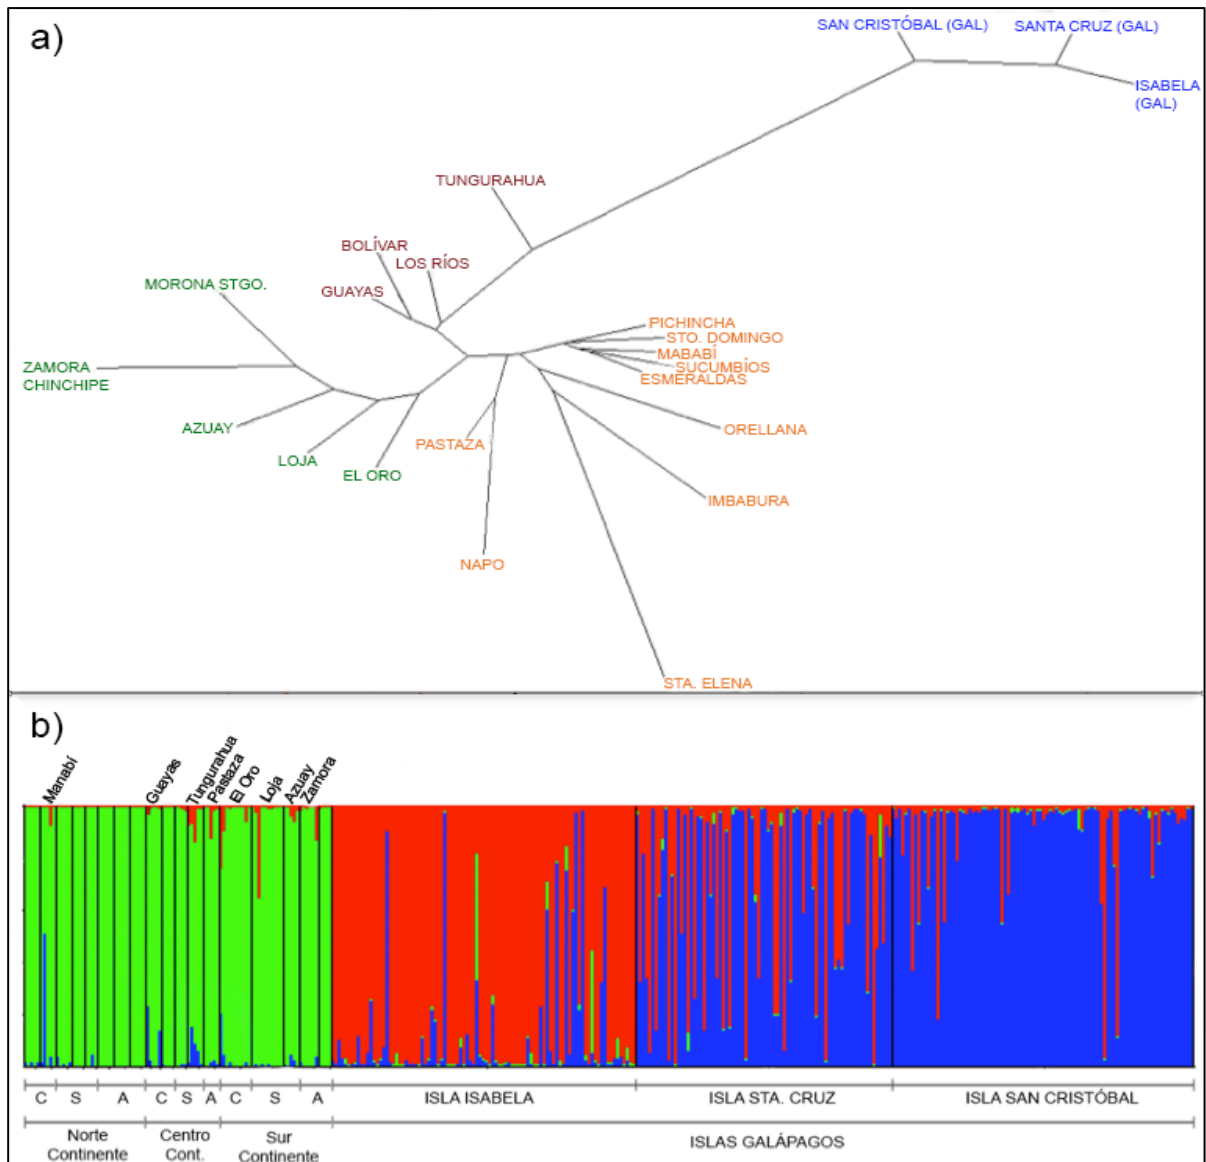 a)
SAN CRISTÓBAL (GAL)
SANTA CRUZ (GAL)
ISABELA
(GAL)
TUNGURAHUA
BOLÍVAR
LOS RÍOS
MORONA STGO.
GUAYAS
PICHINCHA
STO. DOMINGO
MABABÍ
SUCUMBÍOS
ESMERALDAS
ZAMORA
CHINCHIPE
AZUAY
ORELLANA
PASTAZA
LOJA
EL ORO
IMBABURA
NAPO
STA. ELENA
b)
Manabí
Guayas
Tungurahua
Pastaza
El Oro
Loja
Azuay
Zamora
C S A C S A C S A ISLA ISABELA ISLA STA. CRUZ ISLA SAN CRISTÓBAL
Norte
Continente
Centro
Cont.
Sur
Continente
ISLAS GALÁPAGOS